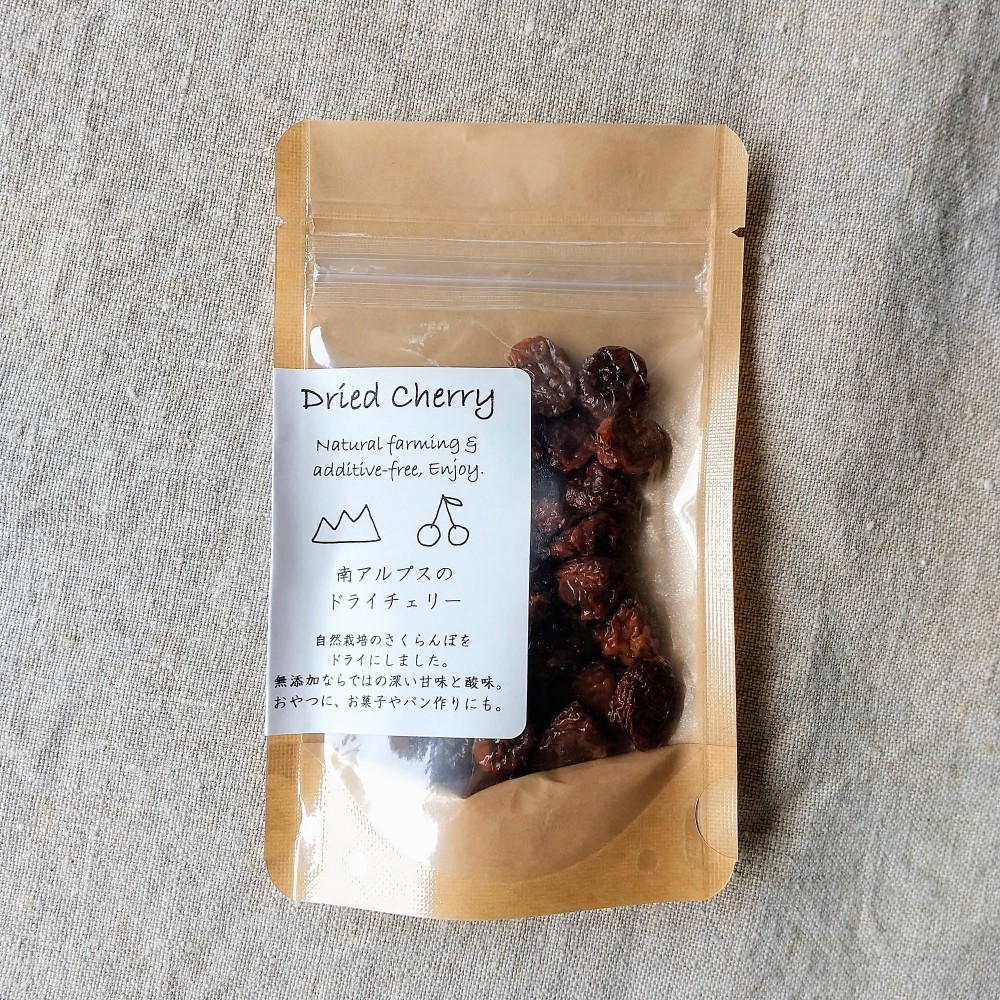 Dried Cherry
Natural farming &
additive-free, Enjoy.
南アルプスの
ドライチェリー
自然栽培のさくらんぼを
ドライにしました。
無添加ならではの深い甘味と酸味。
おやつに、お菓子やパン作りにも。